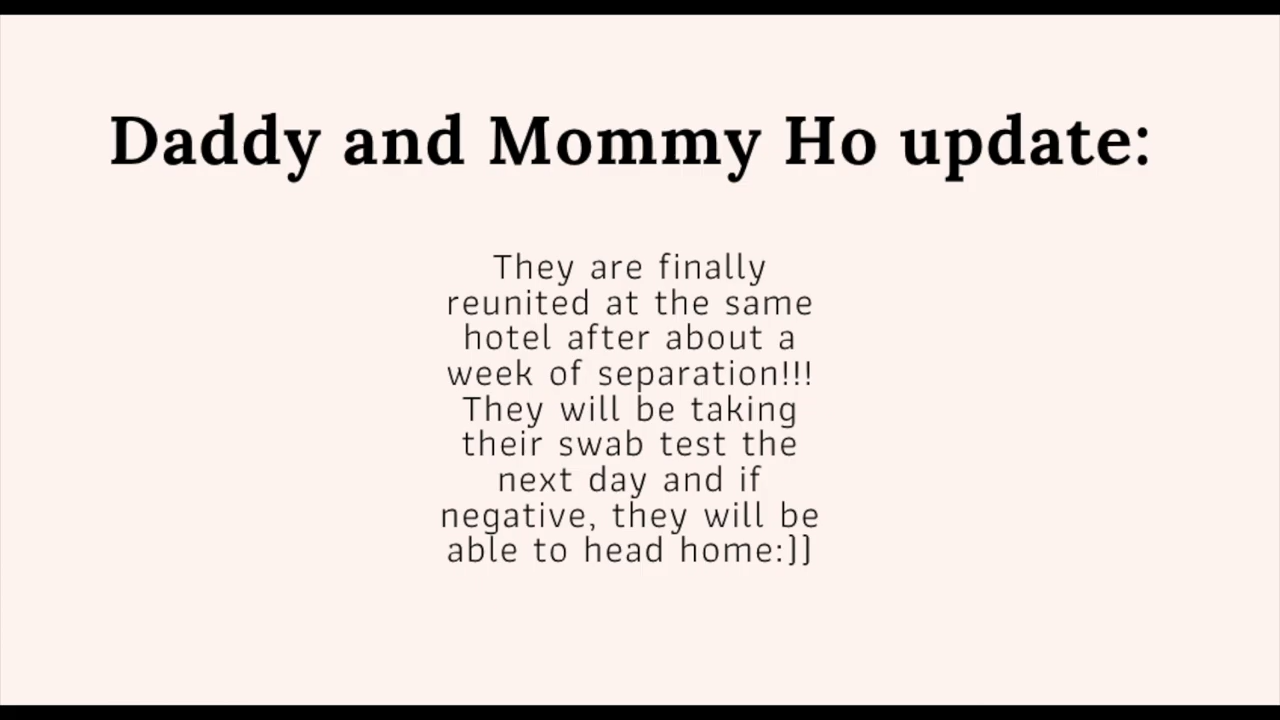 Daddy and Mommy Ho update:
They are finally
reunited at the same
hotel after about a
week of separation!!!
They will be taking
their swab test the
next day and if
negative, they will be
able to head home:]]